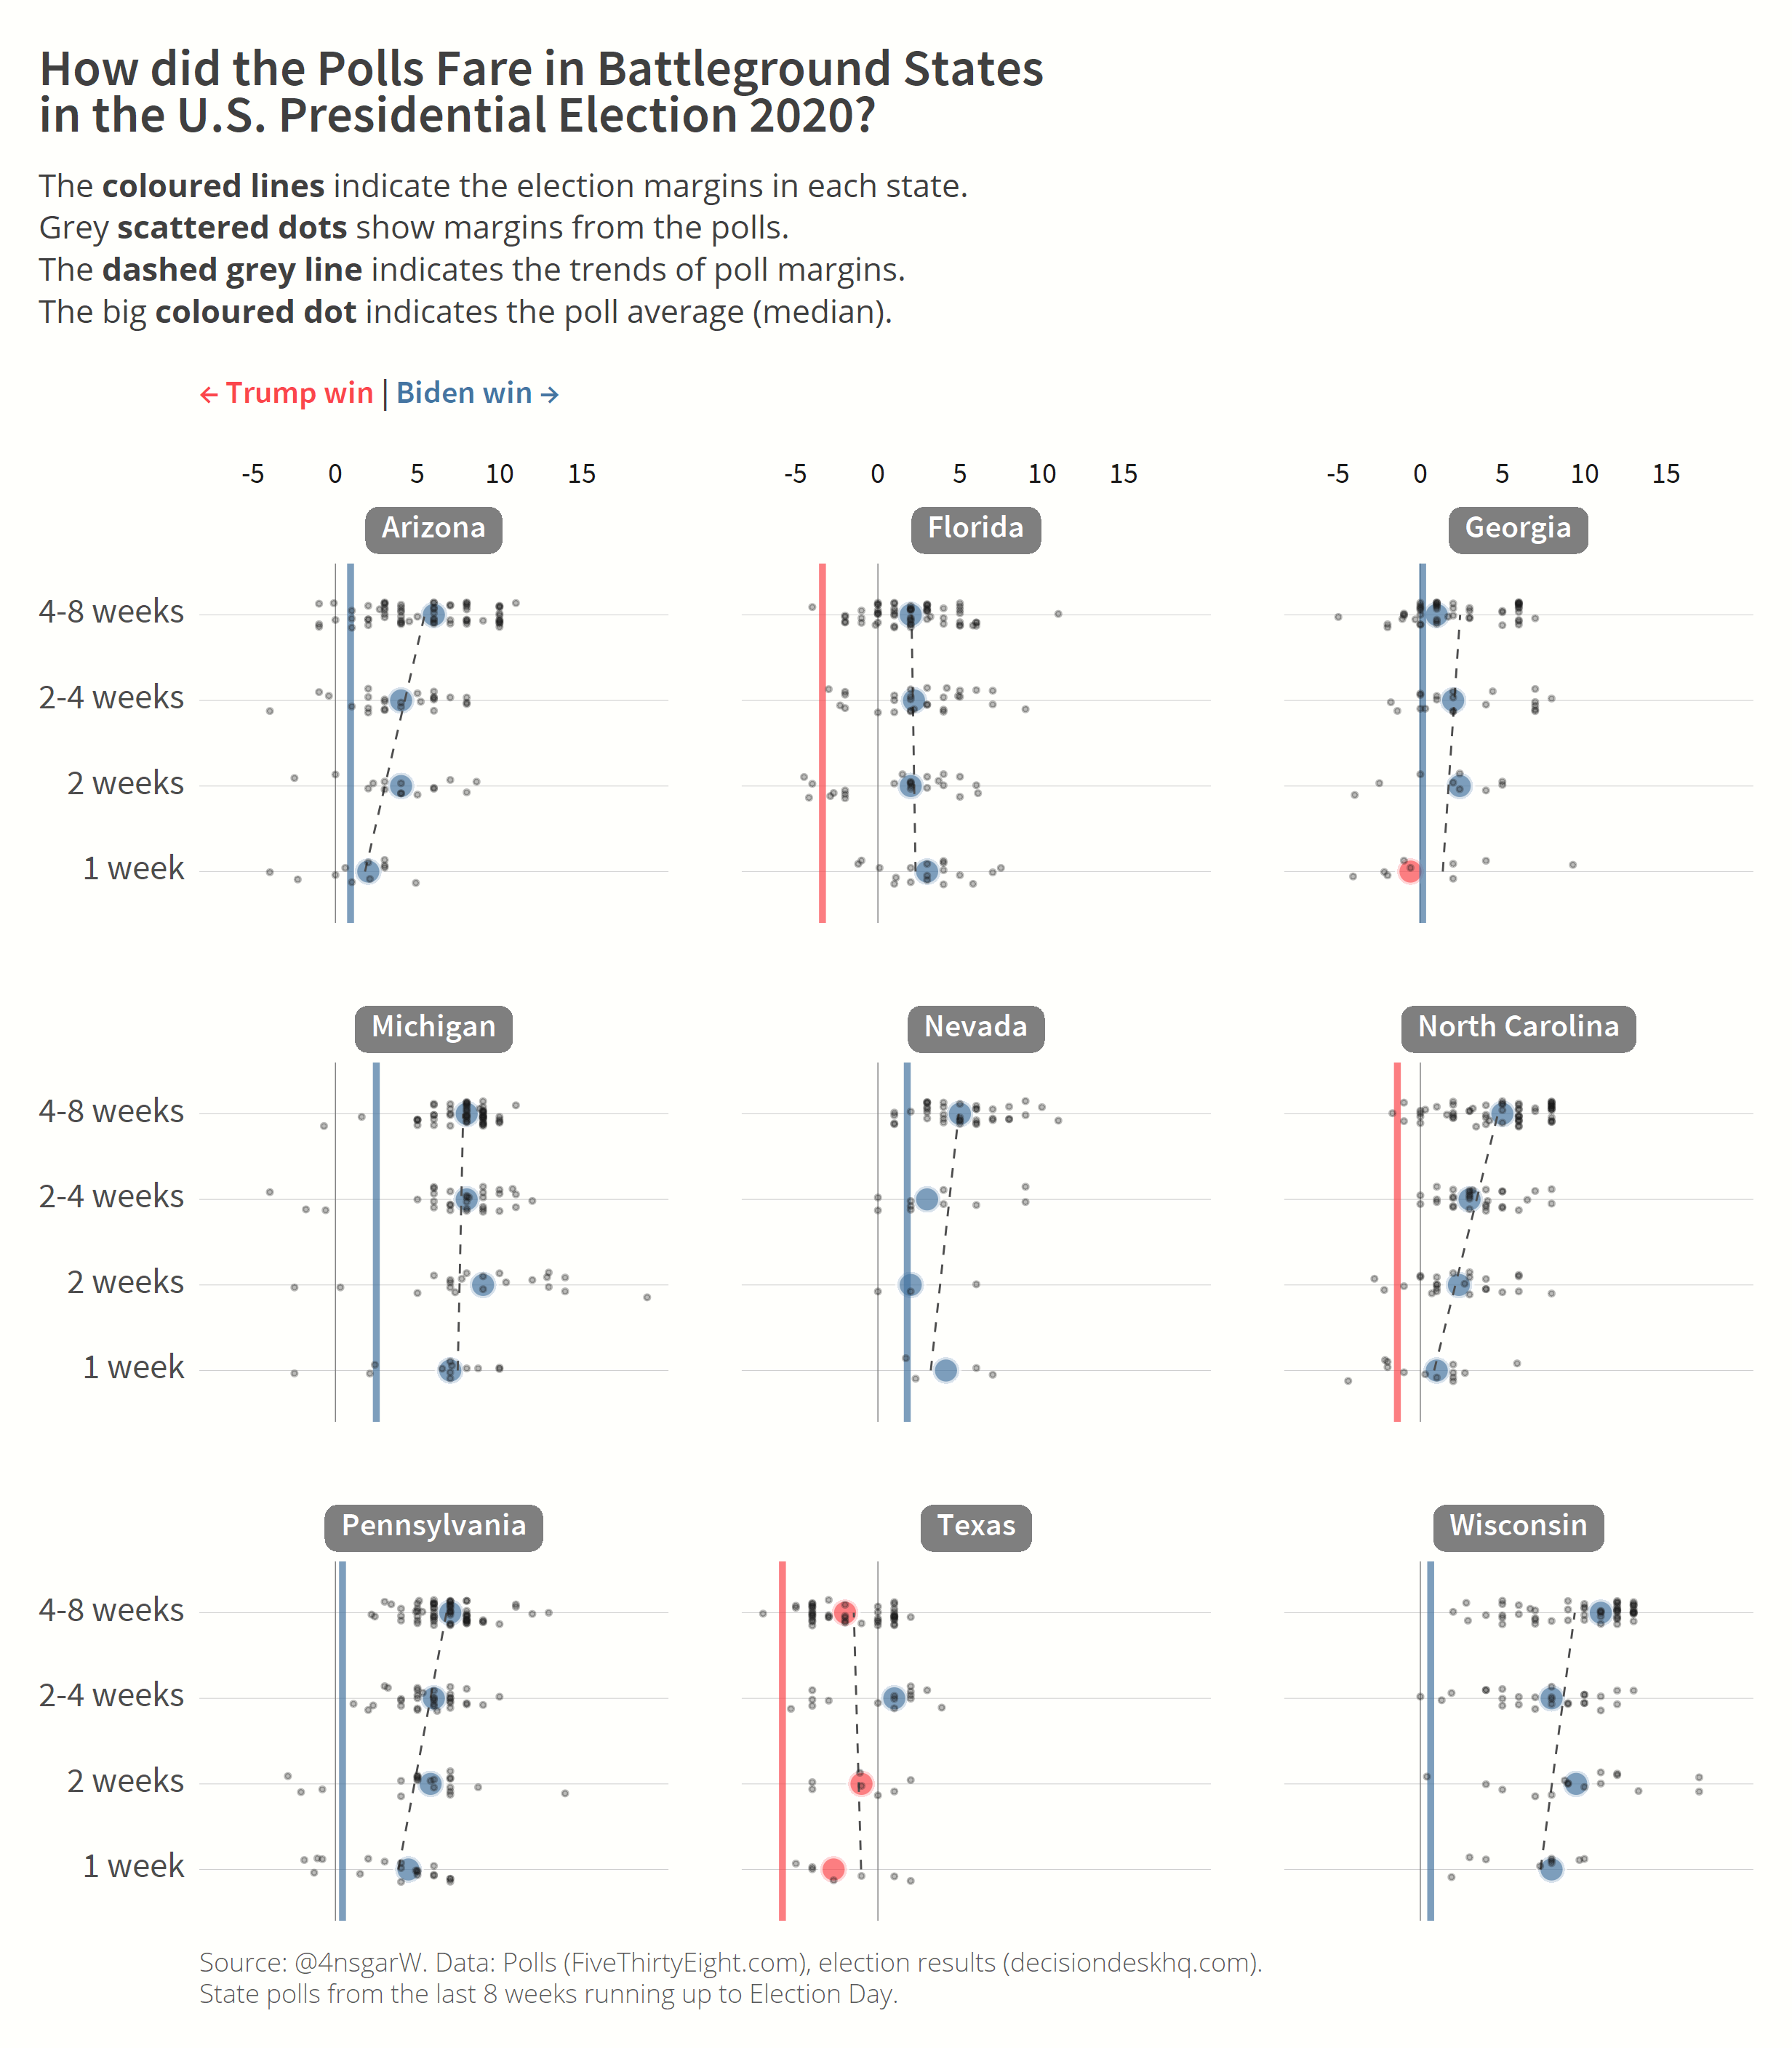 How did the Polls Fare in Battleground States
in the U.S. Presidential Election 2020?
The coloured lines indicate the election margins in each state.
Grey scattered dots show margins from the polls.
The dashed grey line indicates the trends of poll margins.
The big coloured dot indicates the poll average (median).
← Trump win | Biden win →
-5 0 5 10 15 -5 0 5 10 15 -5 0 5 10 15
Arizona Florida Georgia
4-8 weeks
2-4 weeks
2 weeks
1 week
Michigan Nevada North Carolina
4-8 weeks
2-4 weeks
2 weeks
1 week
Pennsylvania Texas Wisconsin
4-8 weeks
2-4 weeks
2 weeks
1 week
Source: @4nsgarW. Data: Polls (FiveThirtyEight.com), election results (decisiondeskhq.com).
State polls from the last 8 weeks running up to Election Day.